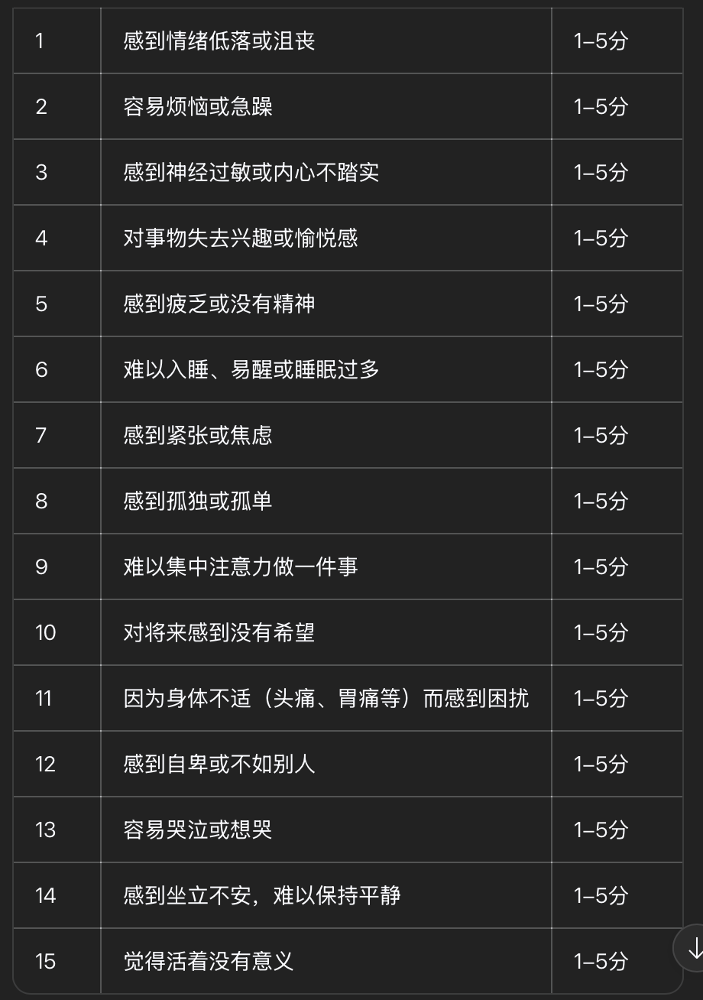 1 感到情绪低落或沮丧 1–5分
2 容易烦恼或急躁 1–5分
3 感到神经过敏或内心不踏实 1–5分
4 对事物失去兴趣或愉悦感 1–5分
5 感到疲乏或没有精神 1–5分
6 难以入睡、易醒或睡眠过多 1–5分
7 感到紧张或焦虑 1–5分
8 感到孤独或孤单 1–5分
9 难以集中注意力做一件事 1–5分
10 对将来感到没有希望 1–5分
11 因为身体不适（头痛、胃痛等）而感到困扰 1–5分
12 感到自卑或不如别人 1–5分
13 容易哭泣或想哭 1–5分
14 感到坐立不安，难以保持平静 1–5分
15 觉得活着没有意义 1–5分